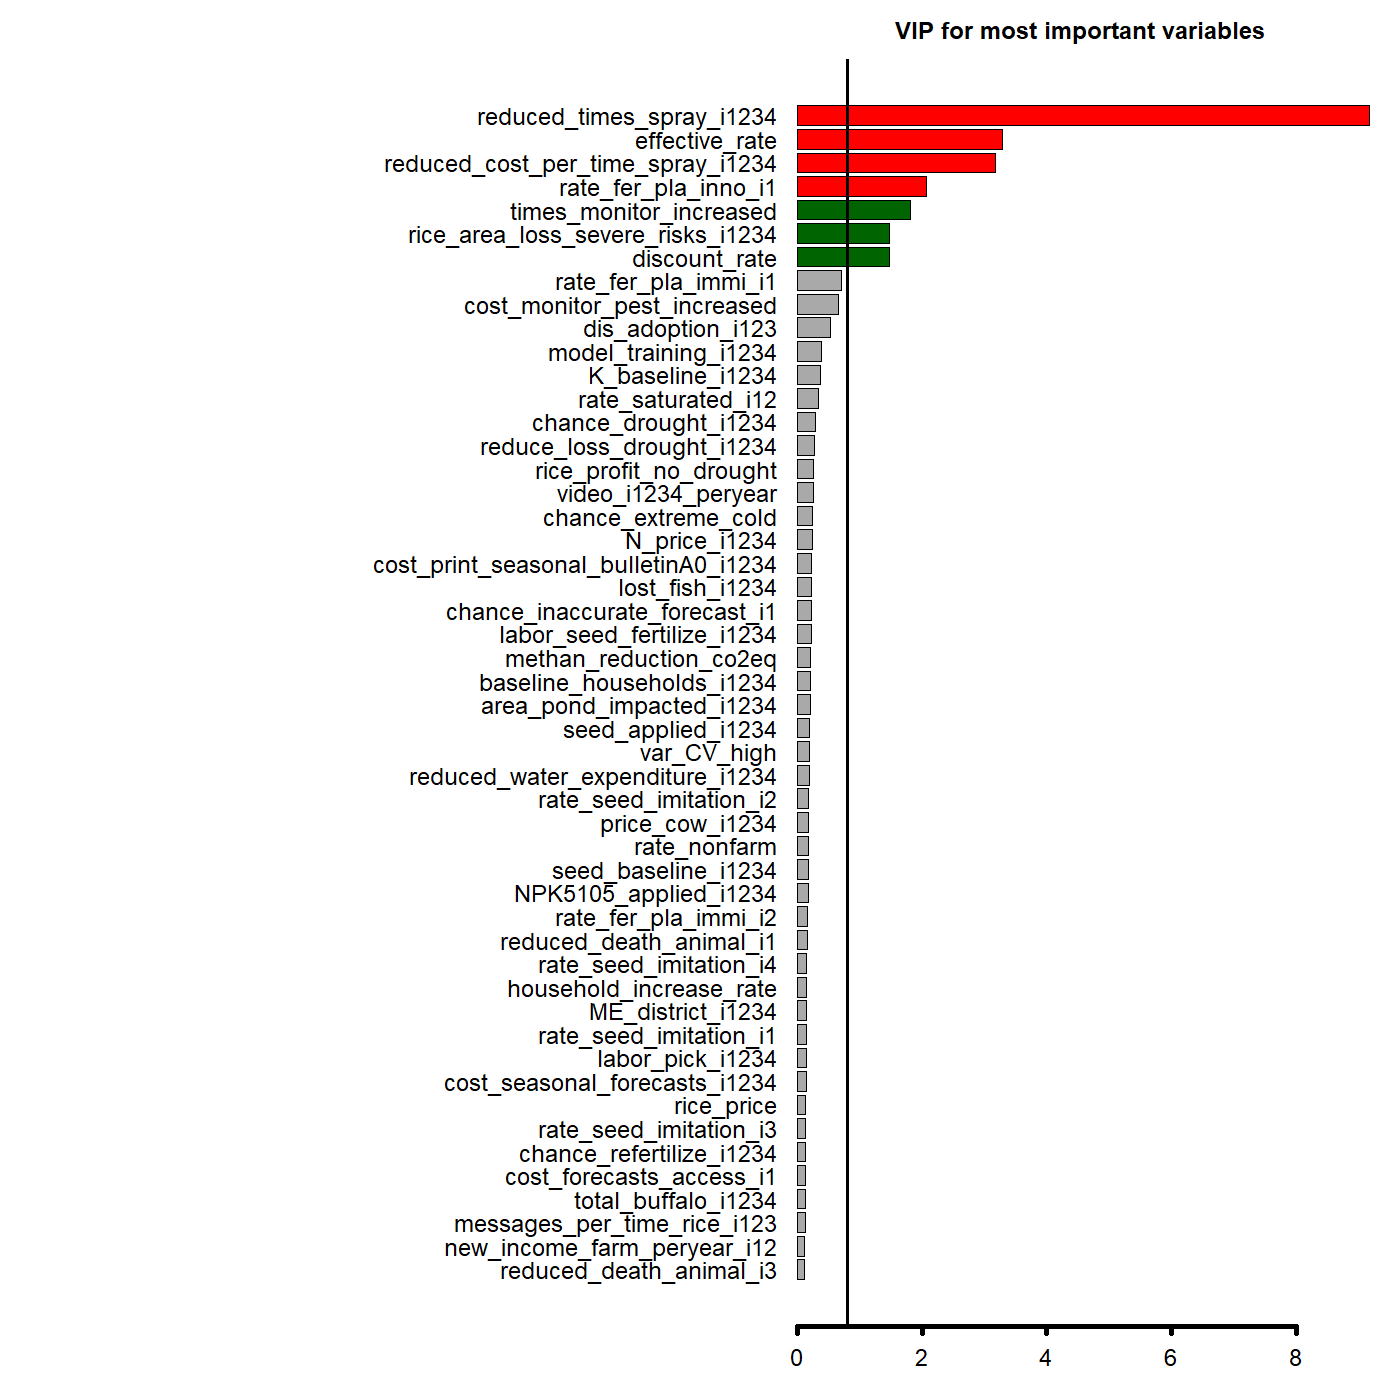 VIP for most important variables
reduced_times_spray_i1234
effective_rate
reduced_cost_per_time_spray_i1234
rate_fer_pla_inno_i1
times_monitor_increased
rice_area_loss_severe_risks_i1234
discount_rate
rate_fer_pla_immi_i1
cost_monitor_pest_increased
dis_adoption_i123
model_training_i1234
K_baseline_i1234
rate_saturated_i12
chance_drought_i1234
reduce_loss_drought_i1234
rice_profit_no_drought
video_i1234_peryear
chance_extreme_cold
N_price_i1234
cost_print_seasonal_bulletinA0_i1234
lost_fish_i1234
chance_inaccurate_forecast_i1
labor_seed_fertilize_i1234
methan_reduction_co2eq
baseline_households_i1234
area_pond_impacted_i1234
seed_applied_i1234
var_CV_high
reduced_water_expenditure_i1234
rate_seed_imitation_i2
price_cow_i1234
rate_nonfarm
seed_baseline_i1234
NPK5105_applied_i1234
rate_fer_pla_immi_i2
reduced_death_animal_i1
rate_seed_imitation_i4
household_increase_rate
ME_district_i1234
rate_seed_imitation_i1
labor_pick_i1234
cost_seasonal_forecasts_i1234
rice_price
rate_seed_imitation_i3
chance_refertilize_i1234
cost_forecasts_access_i1
total_buffalo_i1234
messages_per_time_rice_i123
new_income_farm_peryear_i12
reduced_death_animal_i3
0 2 4 6 8